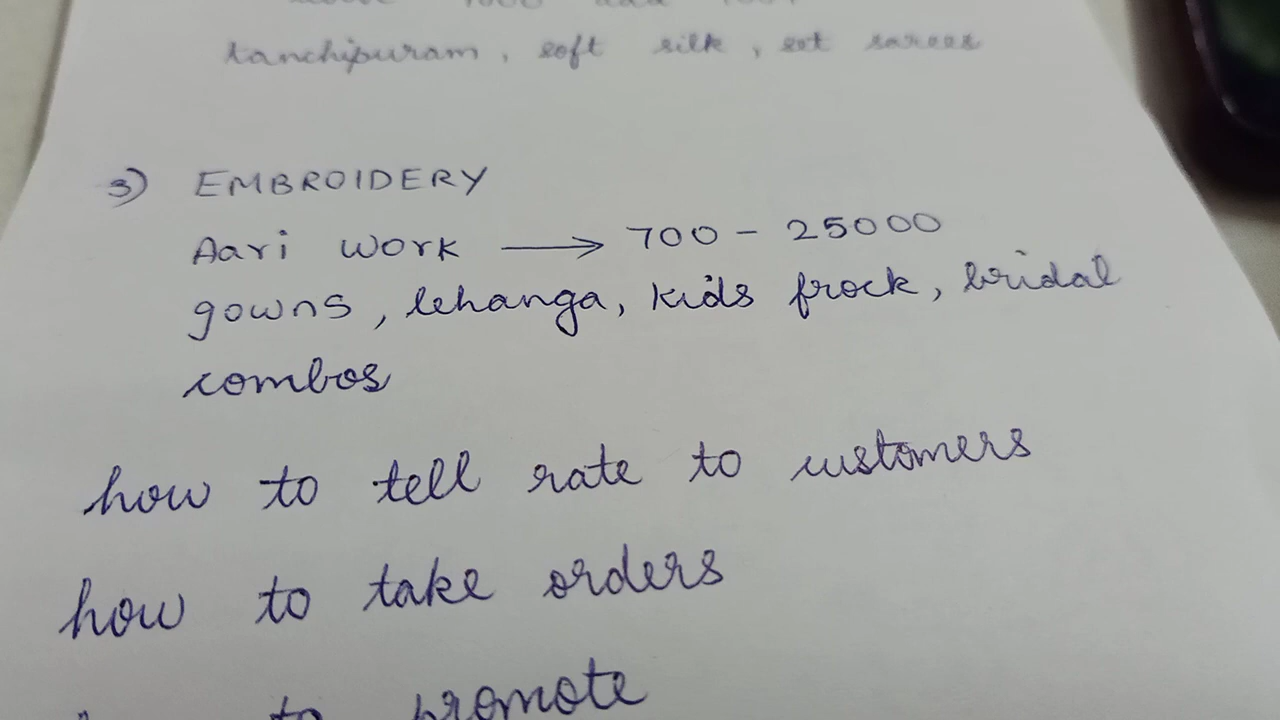 kanchipuram, soft silk, sarees
3) EMBROIDERY
Aari work → 700 - 25000
gowns, lehanga, kids frock, bridal
combos
how to tell rate to customers
how to take orders
to promote